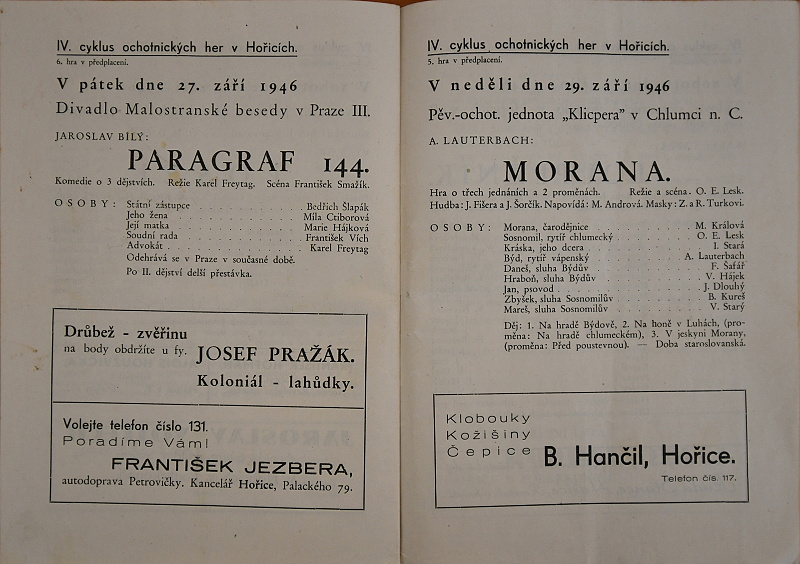 IV. cyklus ochotnických her v Hořicích.
6. hra v předplacení.
V pátek dne 27. září 1946
Divadlo Malostranské besedy v Praze III.
JAROSLAV BÍLÝ:
PARAGRAF 144.
Komedie o 3 dějstvích. Režie Karel Freytag. Scéna František Smažík.
OSOBY: Státní zástupce . . . . . . . . . . Bedřich Šlapák
Jeho žena . . . . . . . . . . Míla Ctiborová
Její matka . . . . . . . . . . Marie Hájková
Soudní rada . . . . . . . . . . František Vích
Advokát . . . . . . . . . . Karel Freytag
Odehrává se v Praze v současné době.
Po II. dějství delší přestávka.
Drůbež - zvěřinu
na body obdržíte u fy. JOSEF PRAŽÁK.
Koloniál - lahůdky.
Volejte telefon číslo 131.
Poradíme Vám!
FRANTIŠEK JEZBERA,
autodoprava Petrovičky. Kancelář Hořice, Palackého 79.
IV. cyklus ochotnických her v Hořicích.
5. hra v předplacení.
V neděli dne 29. září 1946
Pěv.-ochot. jednota „Klicpera" v Chlumci n. C.
A. LAUTERBACH:
MORANA.
Hra o třech jednáních a 2 proměnách. Režie a scéna. O. E. Lesk.
Hudba: J. Fišera a J. Šorčík. Napovídá: M. Andrová. Masky: Z. a R. Turkovi.
OSOBY: Morana, čarodějnice . . . . . . . . . . M. Králová
Sosnomil, rytíř chlumecký . . . . . . . . . . O. E. Lesk
Kráska, jeho dcera . . . . . . . . . . I. Stará
Býd, rytíř vápenský . . . . . . . . . . A. Lauterbach
Daneš, sluha Býdův . . . . . . . . . . F. Šafář
Hraboň, sluha Býdův . . . . . . . . . . V. Hájek
Jan, psovod . . . . . . . . . . J. Dlouhý
Zbyšek, sluha Sosnomilův . . . . . . . . . . B. Kureš
Mareš, sluha Sosnomilův . . . . . . . . . . V. Starý
Děj: 1. Na hradě Býdově, 2. Na honě v Luhách, (pro-
měna: Na hradě chlumeckém), 3. V jeskyni Morany,
(proměna: Před poustevnou). — Doba staroslovanská.
Klobouky
Kožišiny
Čepice B. Hančil, Hořice.
Telefon čís. 117.